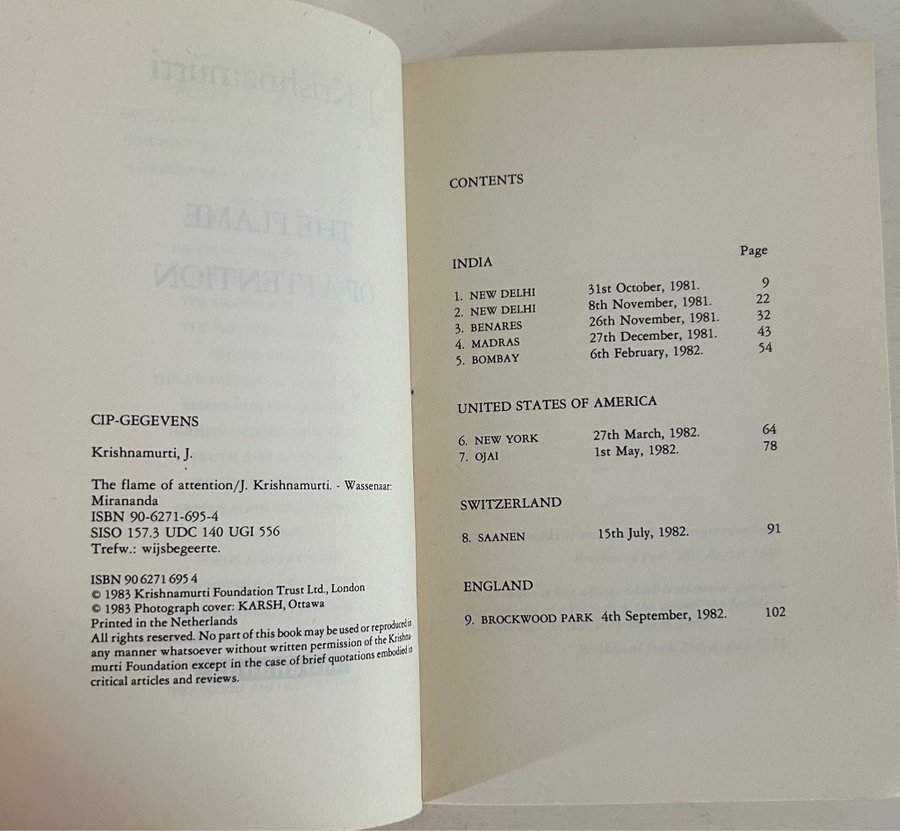 CIP-GEGEVENS
Krishnamurti, J.
The flame of attention/J. Krishnamurti. - Wassenaar:
Mirananda
ISBN 90-6271-695-4
SISO 157.3 UDC 140 UGI 556
Trefw.: wijsbegeerte.
ISBN 90 6271 695 4
© 1983 Krishnamurti Foundation Trust Ltd., London
© 1983 Photograph cover: KARSH, Ottawa
Printed in the Netherlands
All rights reserved. No part of this book may be used or reproduced in
any manner whatsoever without written permission of the Krishna-
murti Foundation except in the case of brief quotations embodied in
critical articles and reviews.
CONTENTS
Page
INDIA
1. NEW DELHI 31st October, 1981. 9
2. NEW DELHI 8th November, 1981. 22
3. BENARES 26th November, 1981. 32
4. MADRAS 27th December, 1981. 43
5. BOMBAY 6th February, 1982. 54
UNITED STATES OF AMERICA
6. NEW YORK 27th March, 1982. 64
7. OJAI 1st May, 1982. 78
SWITZERLAND
8. SAANEN 15th July, 1982. 91
ENGLAND
9. BROCKWOOD PARK 4th September, 1982. 102